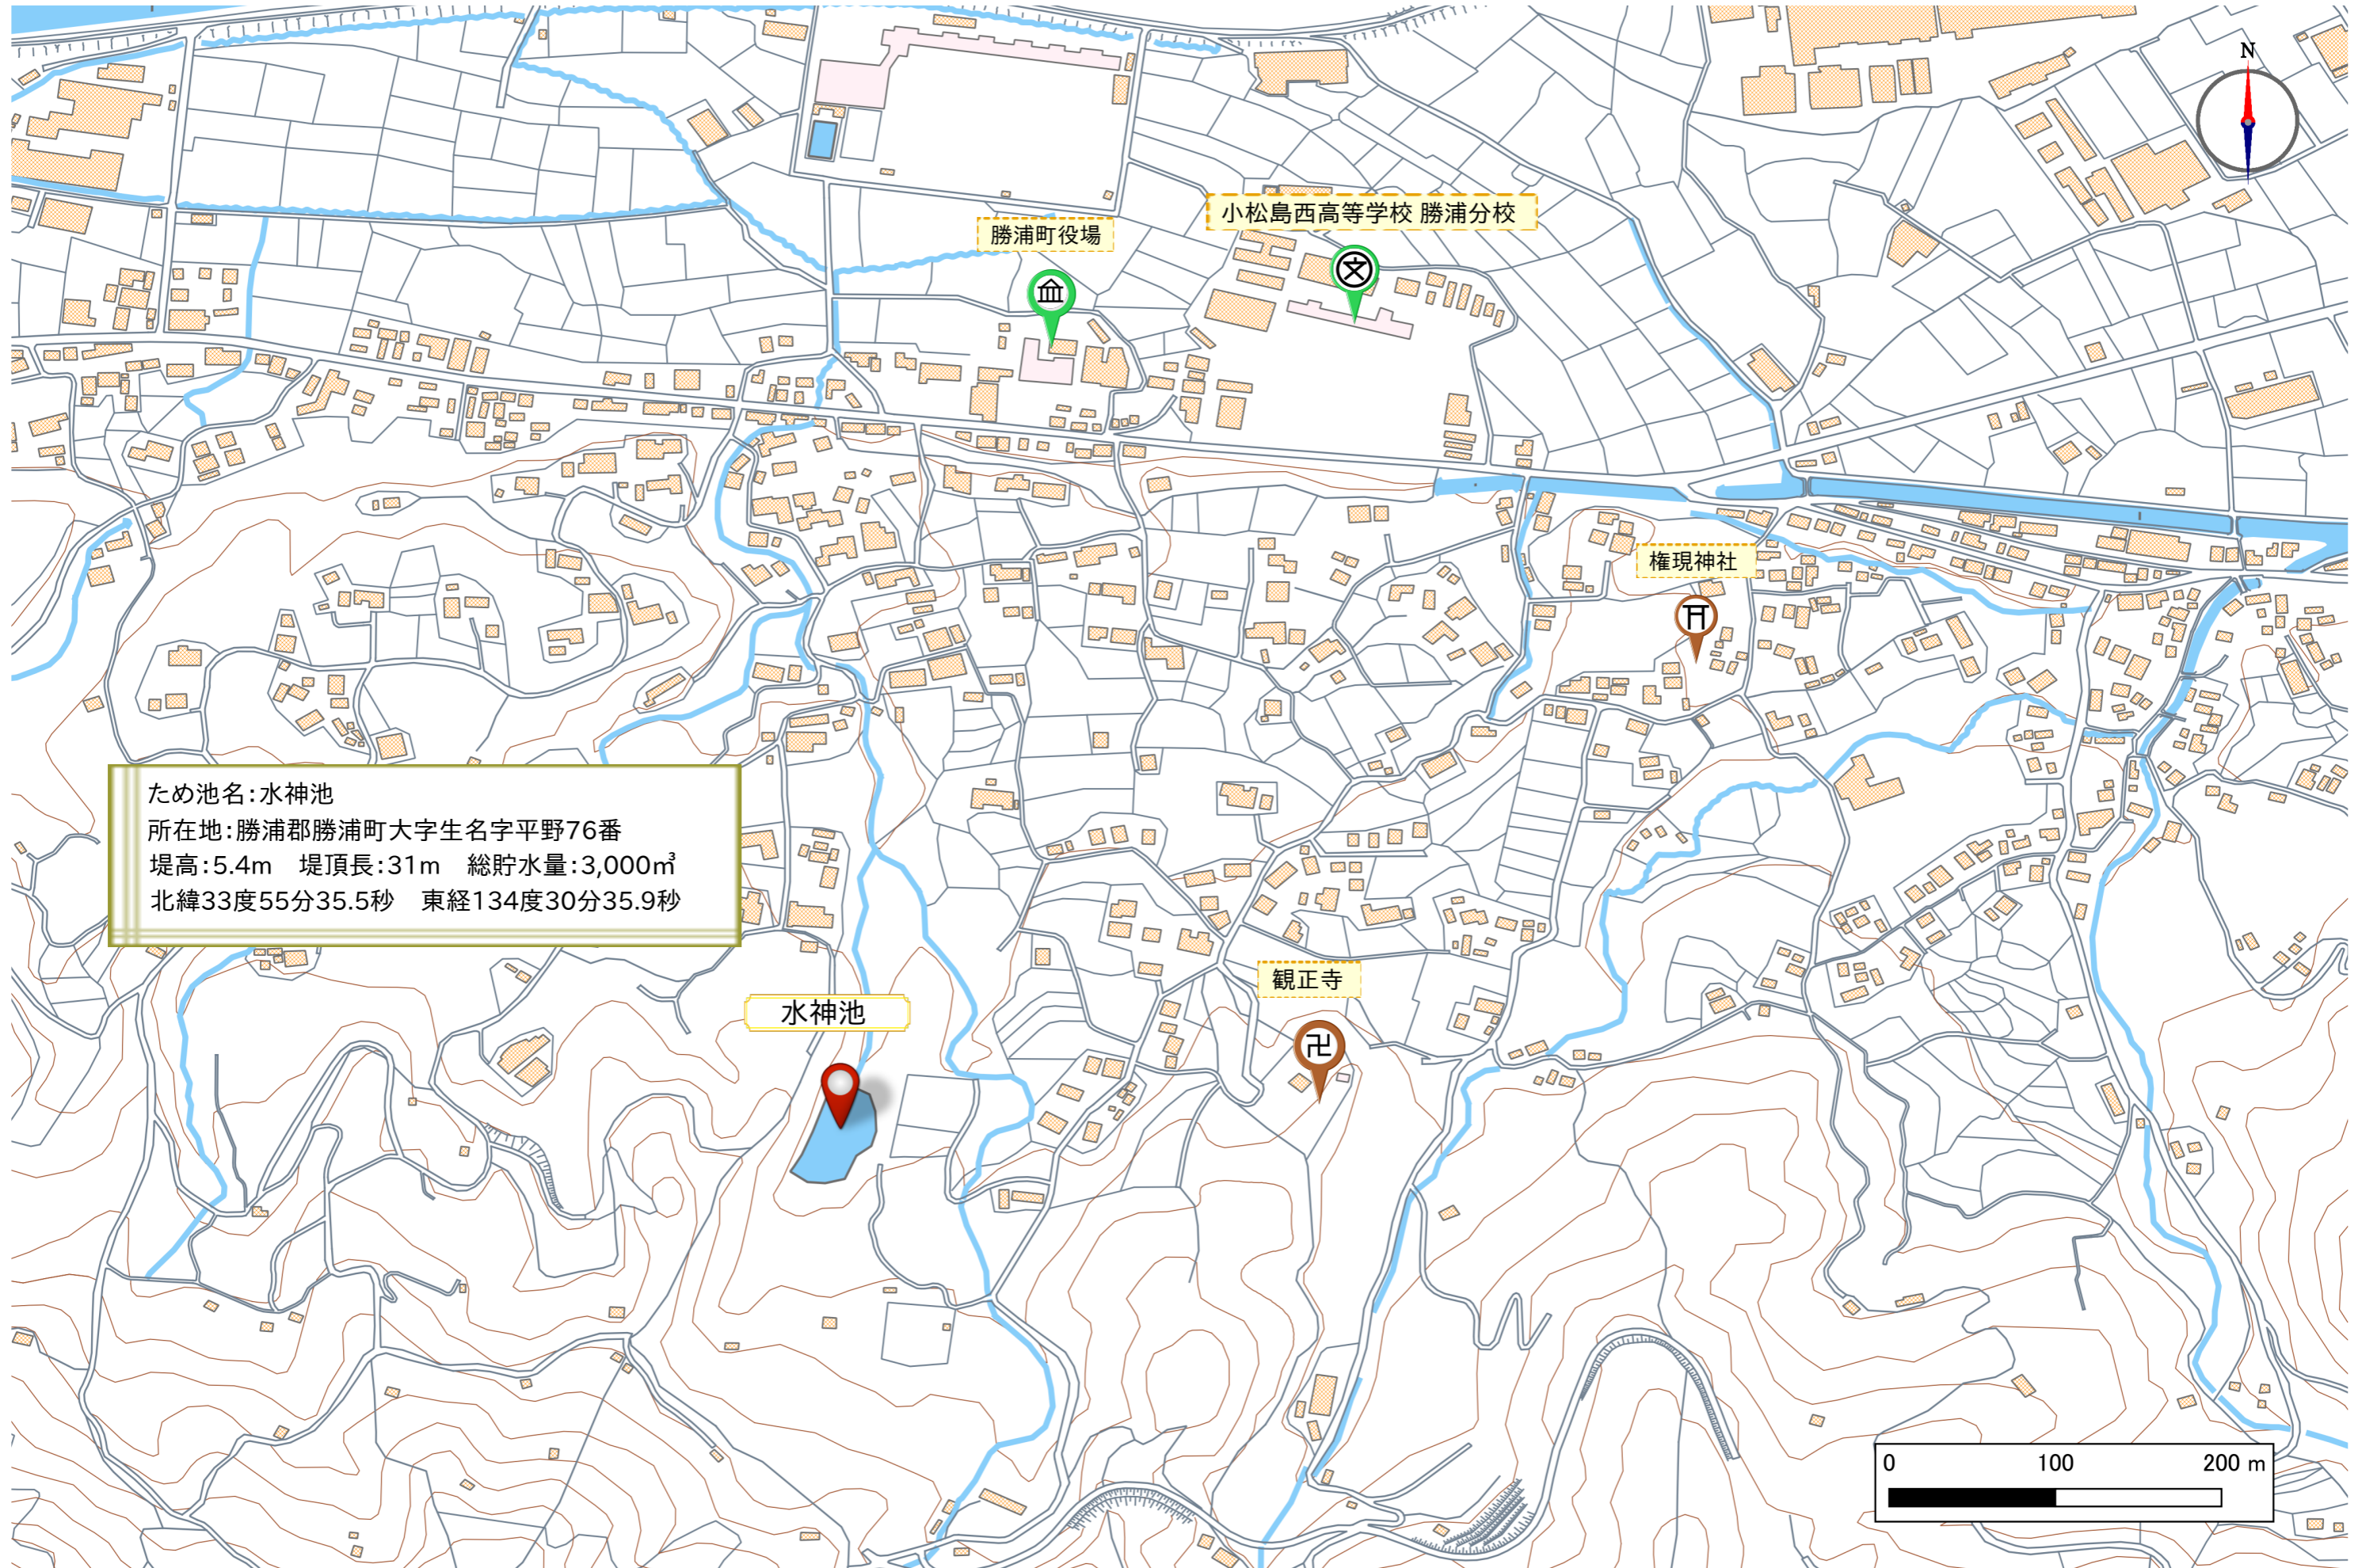 N
小松島西高等学校 勝浦分校
勝浦町役場
権現神社
ため池名:水神池
所在地:勝浦郡勝浦町大字生名字平野76番
堤高:5.4m　堤頂長:31m　総貯水量:3,000㎥
北緯33度55分35.5秒　東経134度30分35.9秒
観正寺
水神池
0 100 200 m